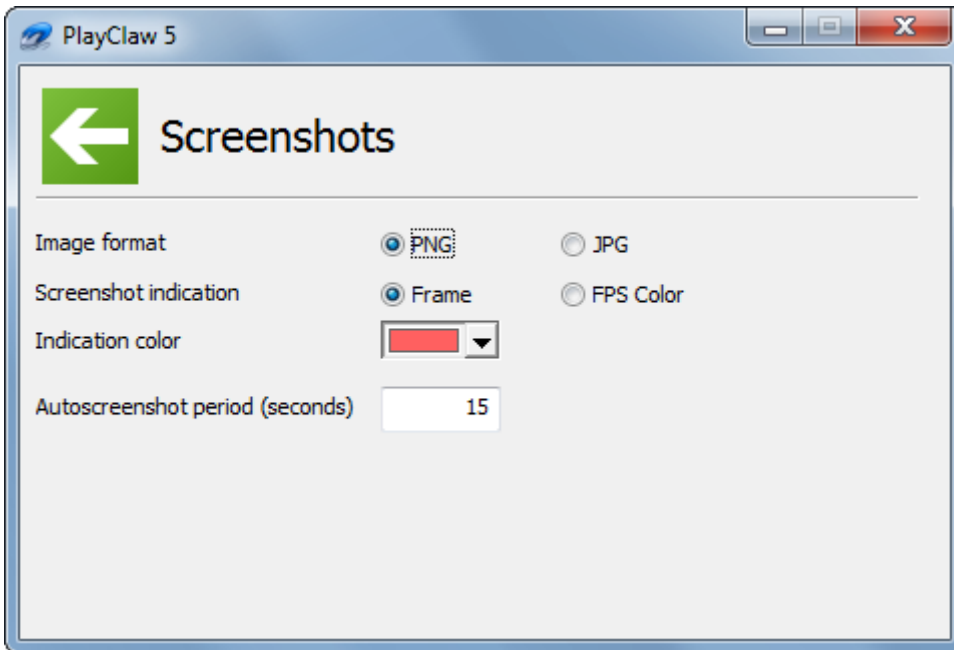 PlayClaw 5
Screenshots
Image format PNG JPG
Screenshot indication Frame FPS Color
Indication color
Autoscreenshot period (seconds) 15